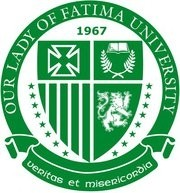 OUR LADY OF FATIMA UNIVERSITY
1967
Veritas et misericordia